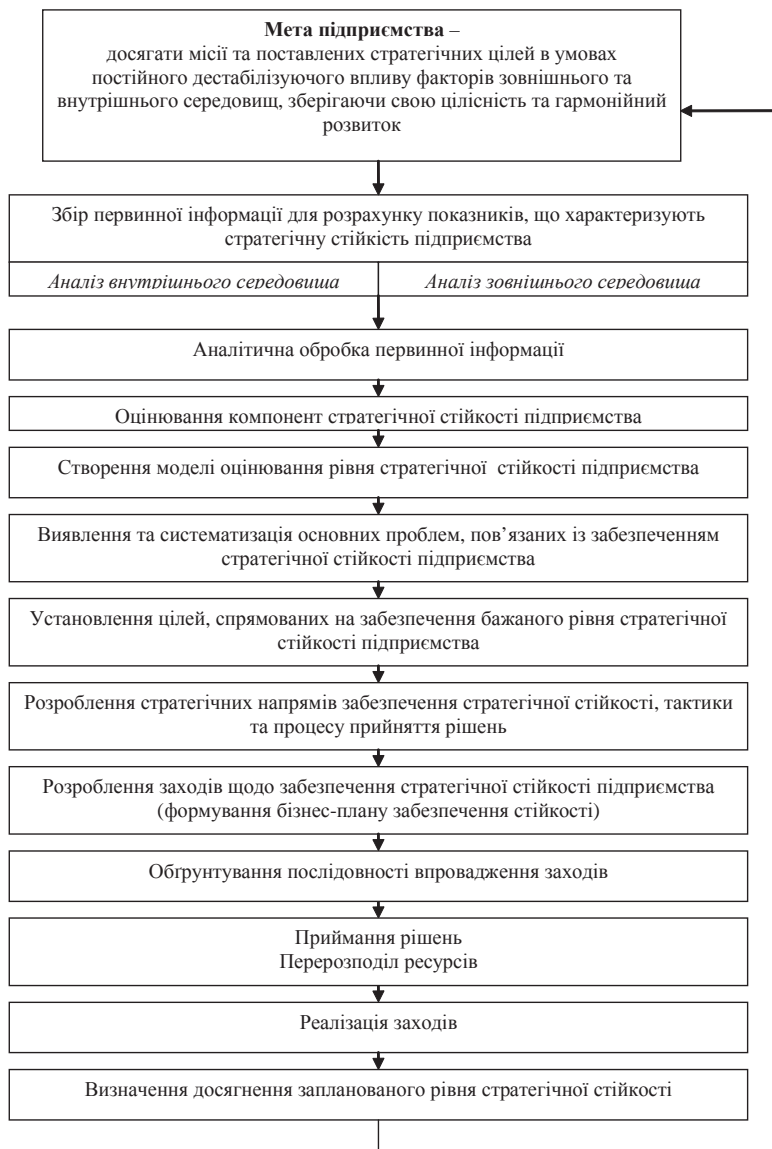 Мета підприємства –
досягати місії та поставлених стратегічних цілей в умовах
постійного дестабілізуючого впливу факторів зовнішнього та
внутрішнього середовищ, зберігаючи свою цілісність та гармонійний
розвиток
Збір первинної інформації для розрахунку показників, що характеризують
стратегічну стійкість підприємства
Аналіз внутрішнього середовища
Аналіз зовнішнього середовища
Аналітична обробка первинної інформації
Оцінювання компонент стратегічної стійкості підприємства
Створення моделі оцінювання рівня стратегічної стійкості підприємства
Виявлення та систематизація основних проблем, пов’язаних із забезпеченням
стратегічної стійкості підприємства
Установлення цілей, спрямованих на забезпечення бажаного рівня стратегічної
стійкості підприємства
Розроблення стратегічних напрямів забезпечення стратегічної стійкості, тактики
та процесу прийняття рішень
Розроблення заходів щодо забезпечення стратегічної стійкості підприємства
(формування бізнес-плану забезпечення стійкості)
Обґрунтування послідовності впровадження заходів
Приймання рішень
Перерозподіл ресурсів
Реалізація заходів
Визначення досягнення запланованого рівня стратегічної стійкості